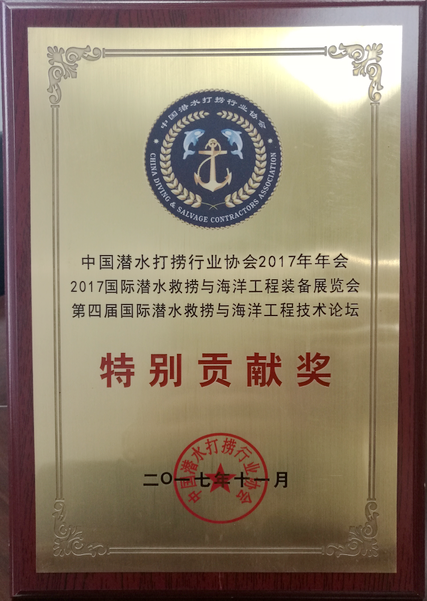 中国潜水打捞行业协会
CHINA DIVING & SALVAGE CONTRACTORS ASSOCIATION
中国潜水打捞行业协会2017年年会
2017国际潜水救捞与海洋工程装备展览会
第四届国际潜水救捞与海洋工程技术论坛
特别贡献奖
中国潜水打捞行业协会
二〇一七年十一月